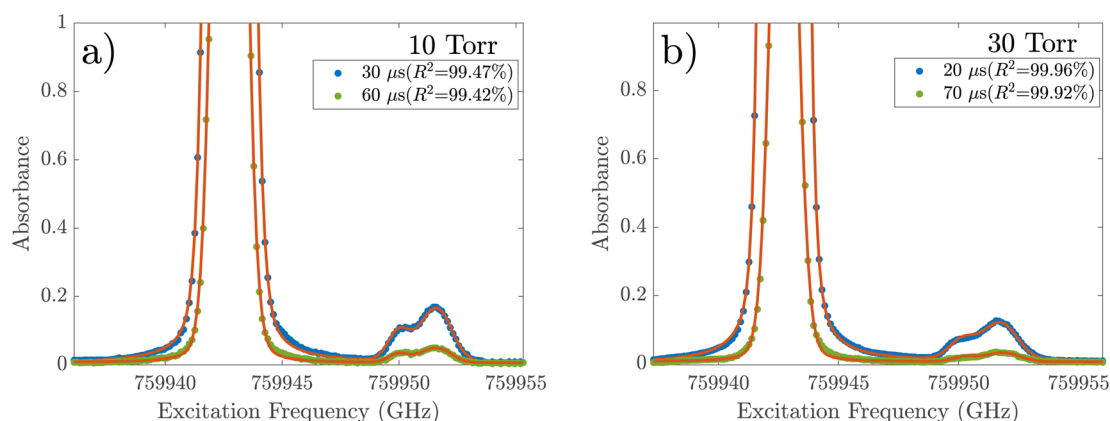 a)
10 Torr
30 μs(R²=99.47%)
60 μs(R²=99.42%)
1
0.8
0.6
0.4
0.2
0
Absorbance
759940
759945
759950
759955
Excitation Frequency (GHz)
b)
30 Torr
20 μs(R²=99.96%)
70 μs(R²=99.92%)
0.8
0.6
0.4
0.2
0
Absorbance
759940
759945
759950
759955
Excitation Frequency (GHz)